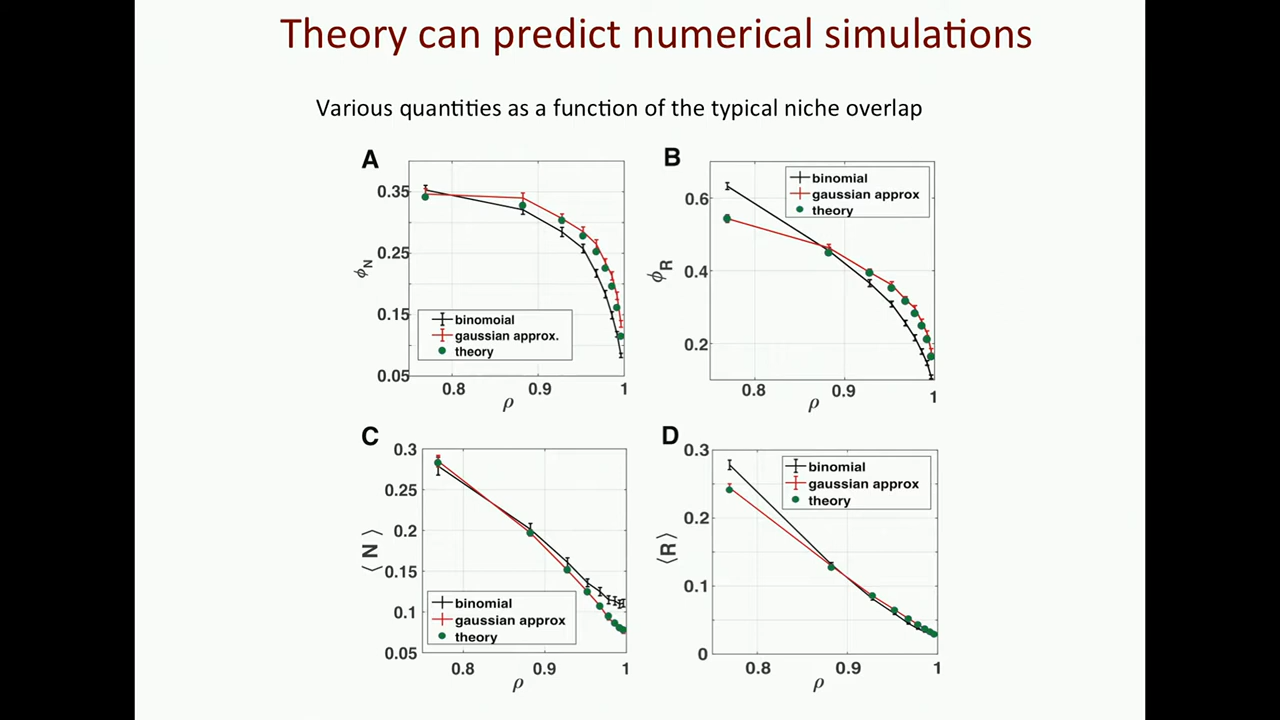 Theory can predict numerical simulations
Various quantities as a function of the typical niche overlap
A
0.35
0.25
0.15
0.05
ϕN
binomoial
gaussian approx.
theory
0.8
0.9
1
ρ
B
0.6
0.4
0.2
ϕR
binomial
gaussian approx
theory
0.8
0.9
1
ρ
C
0.3
0.25
0.2
0.15
0.1
0.05
⟨N⟩
binomial
gaussian approx
theory
0.8
0.9
1
ρ
D
0.3
0.2
0.1
0
⟨R⟩
binomial
gaussian approx
theory
0.8
0.9
1
ρ